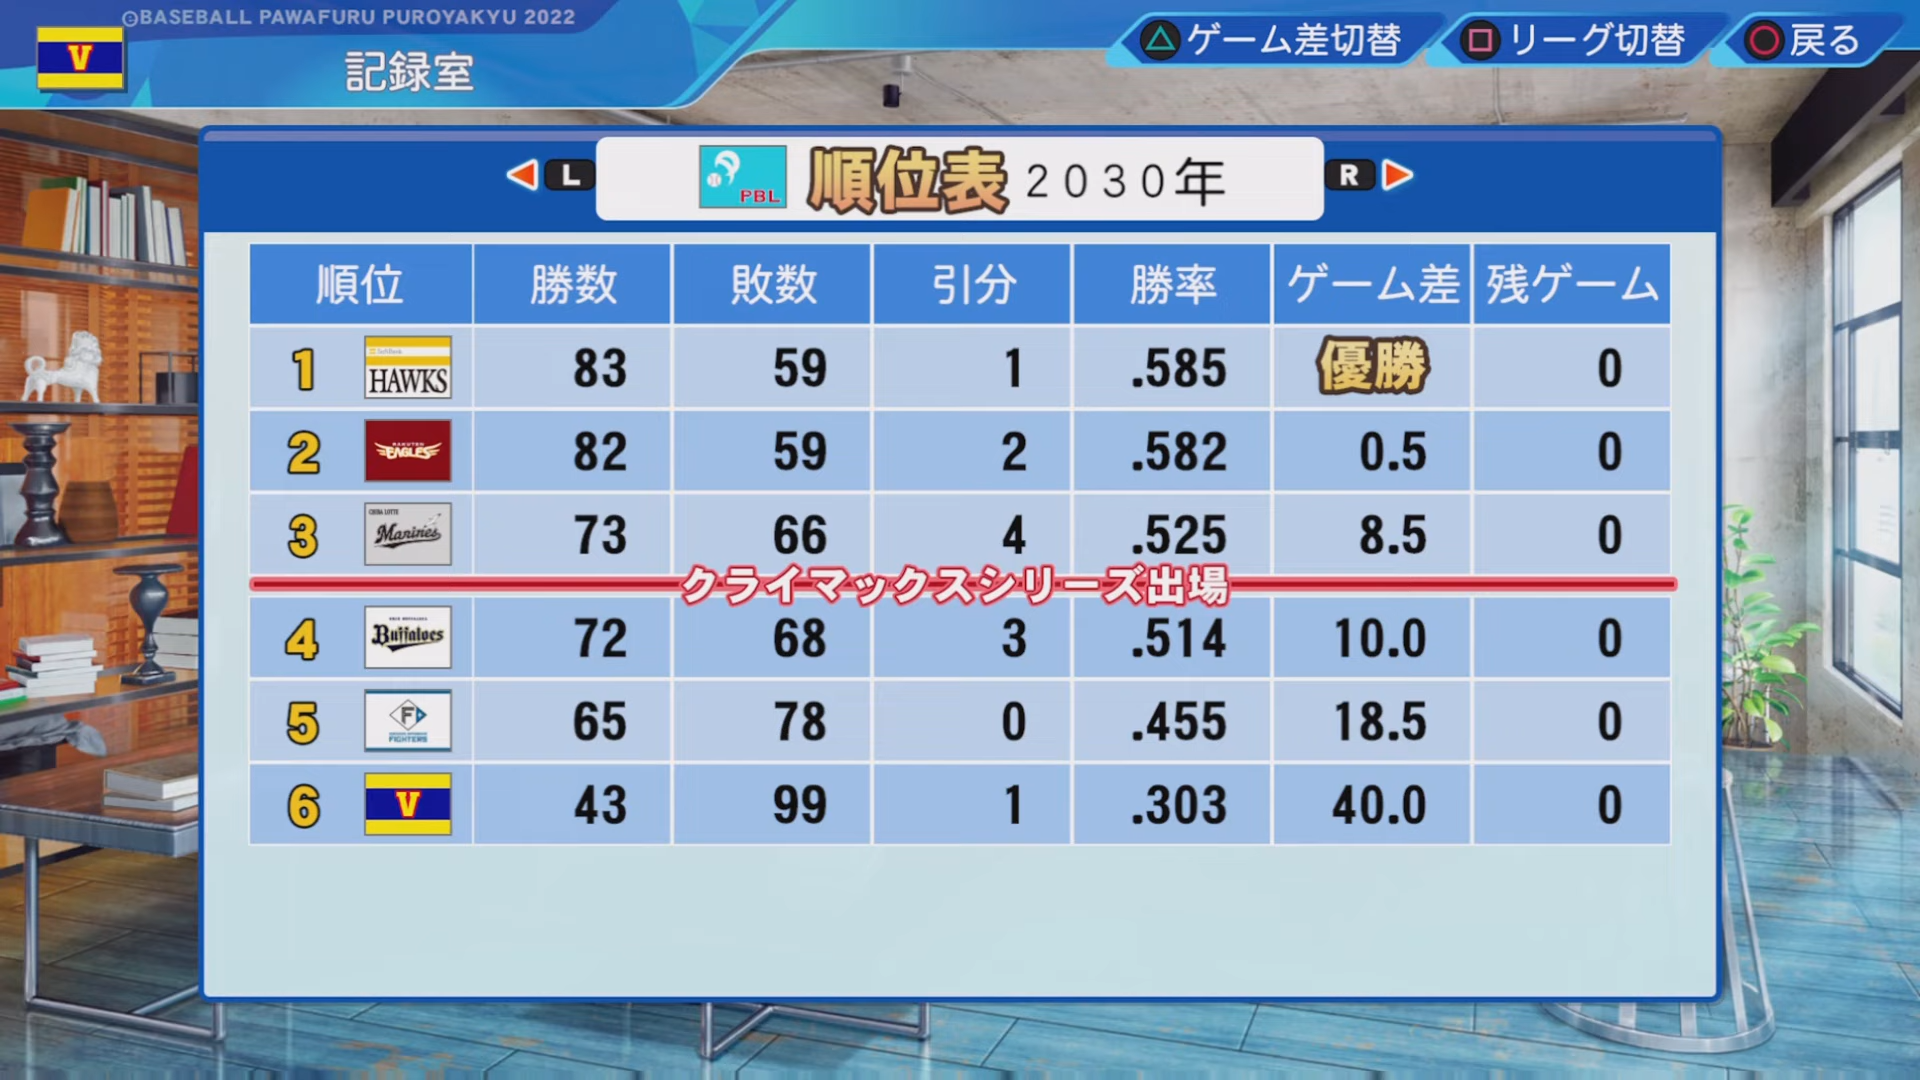 ©BASEBALL PAWAFURU PUROYAKYU 2022
V
記録室
ゲーム差切替
リーグ切替
戻る
L
PBL
順位表 2030年
R
順位 勝数 敗数 引分 勝率 ゲーム差 残ゲーム
1 SoftBank HAWKS 83 59 1 .585 優勝 0
2 RAKUTEN EAGLES 82 59 2 .582 0.5 0
3 CHIBA LOTTE Marines 73 66 4 .525 8.5 0
クライマックスシリーズ出場
4 Buffaloes 72 68 3 .514 10.0 0
5 F FIGHTERS 65 78 0 .455 18.5 0
6 V 43 99 1 .303 40.0 0